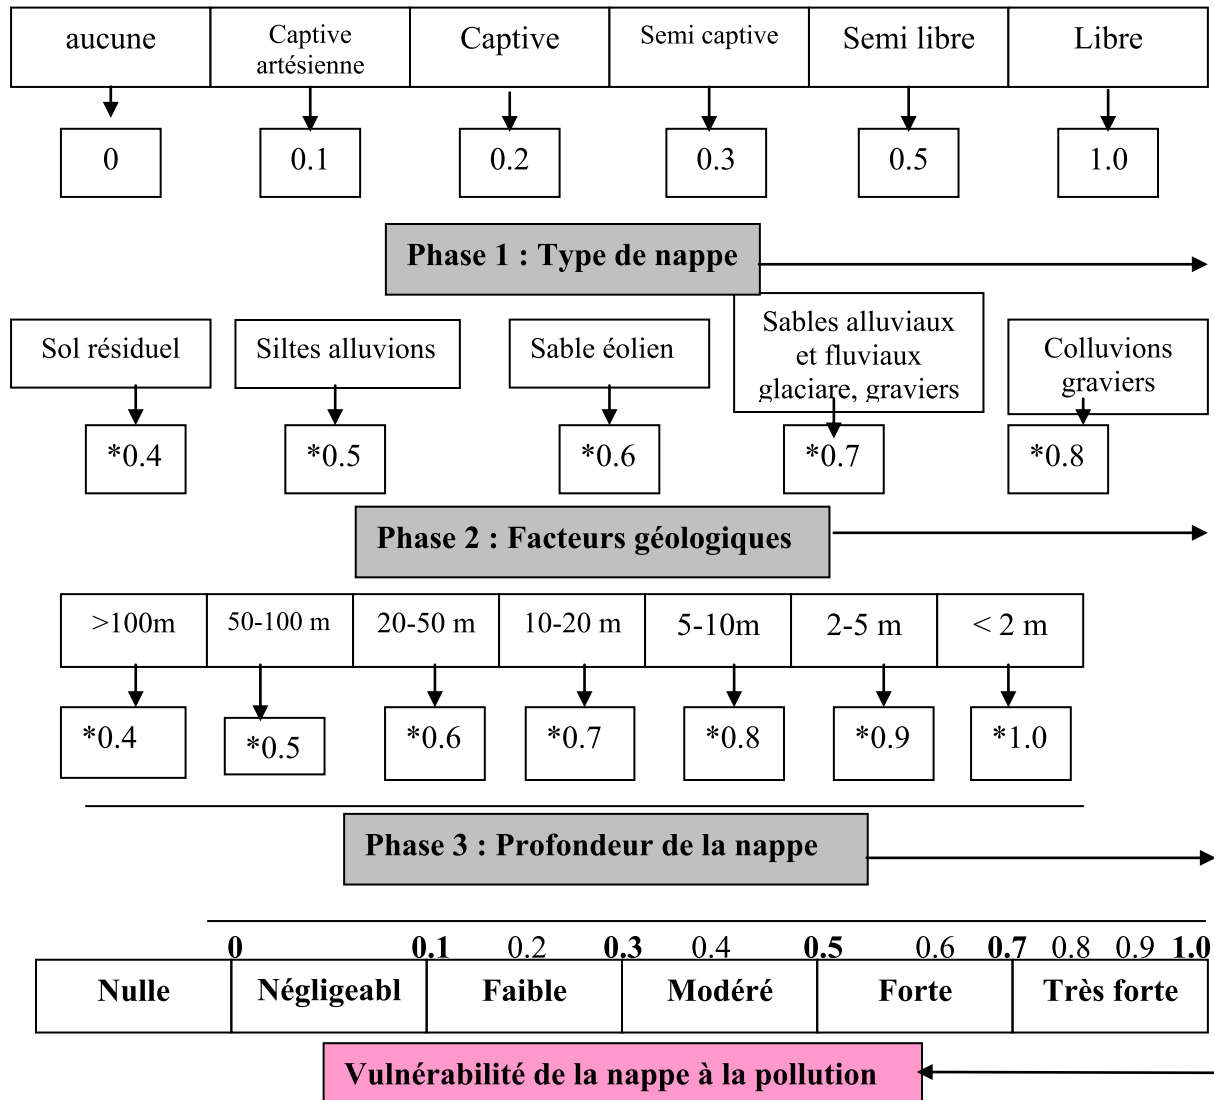 aucune
Captive
artésienne
Captive
Semi captive
Semi libre
Libre
0
0.1
0.2
0.3
0.5
1.0
Phase 1 : Type de nappe
Sol résiduel
Siltes alluvions
Sable éolien
Sables alluviaux
et fluviaux
glaciare, graviers
Colluvions
graviers
*0.4
*0.5
*0.6
*0.7
*0.8
Phase 2 : Facteurs géologiques
>100m
50-100 m
20-50 m
10-20 m
5-10m
2-5 m
< 2 m
*0.4
*0.5
*0.6
*0.7
*0.8
*0.9
*1.0
Phase 3 : Profondeur de la nappe
0 0.1 0.2 0.3 0.4 0.5 0.6 0.7 0.8 0.9 1.0
Nulle
Négligeabl
Faible
Modéré
Forte
Très forte
Vulnérabilité de la nappe à la pollution